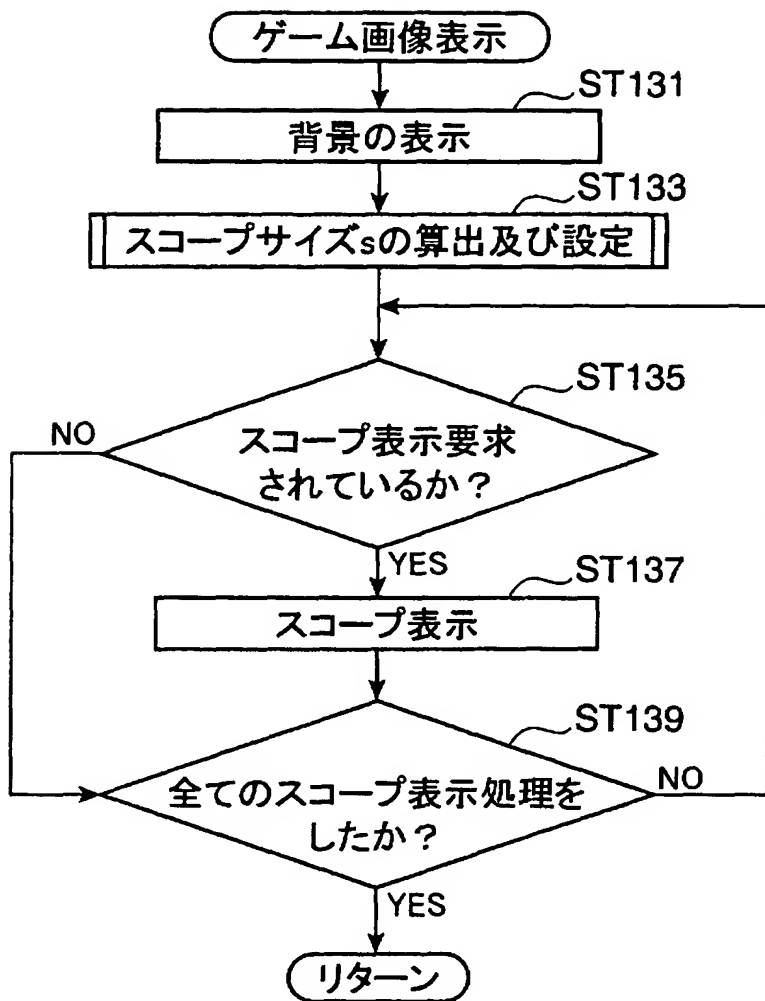 ゲーム画像表示
ST131
背景の表示
ST133
スコープサイズsの算出及び設定
ST135
NO
スコープ表示要求
されているか？
YES
ST137
スコープ表示
ST139
全てのスコープ表示処理を
したか？
NO
YES
リターン